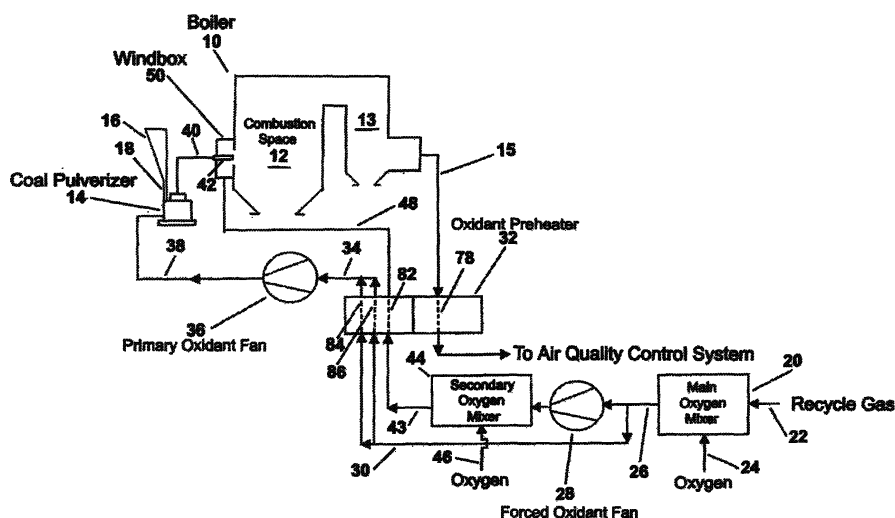 Boiler
10
Windbox
50
16
40
Combustion
Space
12
13
18
42
15
Coal Pulverizer
14
48
Oxidant Preheater
32
38
34
82
78
36
Primary Oxidant Fan
84
86
To Air Quality Control System
44
20
Secondary
Oxygen
Mixer
Main
Oxygen
Mixer
Recycle Gas
22
43
30
46
Oxygen
28
Forced Oxidant Fan
26
24
Oxygen